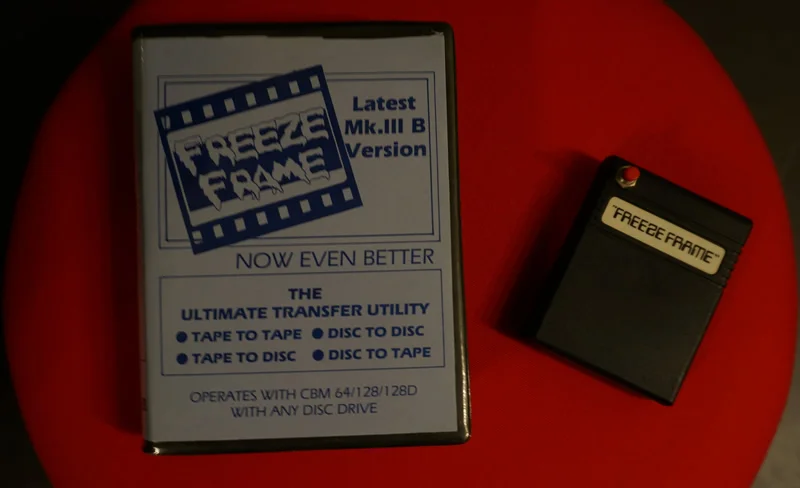 Latest
Mk.III B
Version
FREEZE
FRAME
NOW EVEN BETTER
THE
ULTIMATE TRANSFER UTILITY
● TAPE TO TAPE ● DISC TO DISC
● TAPE TO DISC ● DISC TO TAPE
OPERATES WITH CBM 64/128/128D
WITH ANY DISC DRIVE
"FREEZE FRAME"